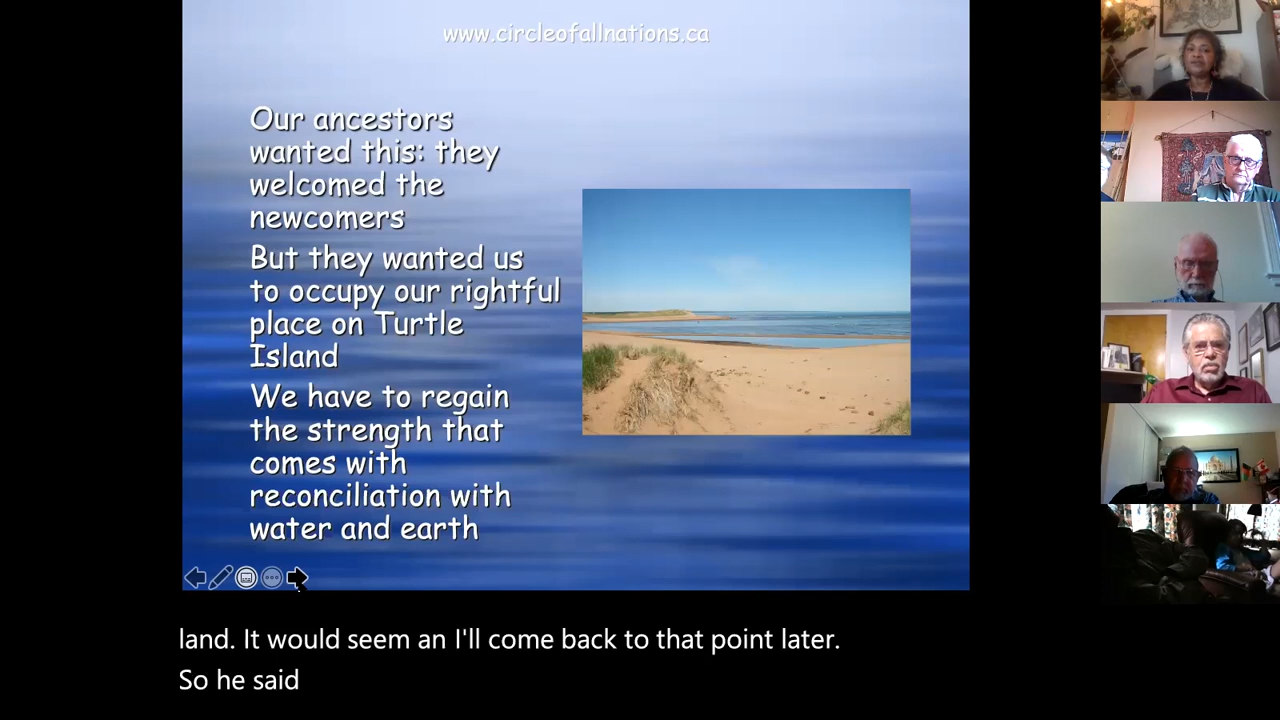 www.circleofallnations.ca
Our ancestors
wanted this: they
welcomed the
newcomers
But they wanted us
to occupy our rightful
place on Turtle
Island
We have to regain
the strength that
comes with
reconciliation with
water and earth
land. It would seem an I'll come back to that point later.
So he said